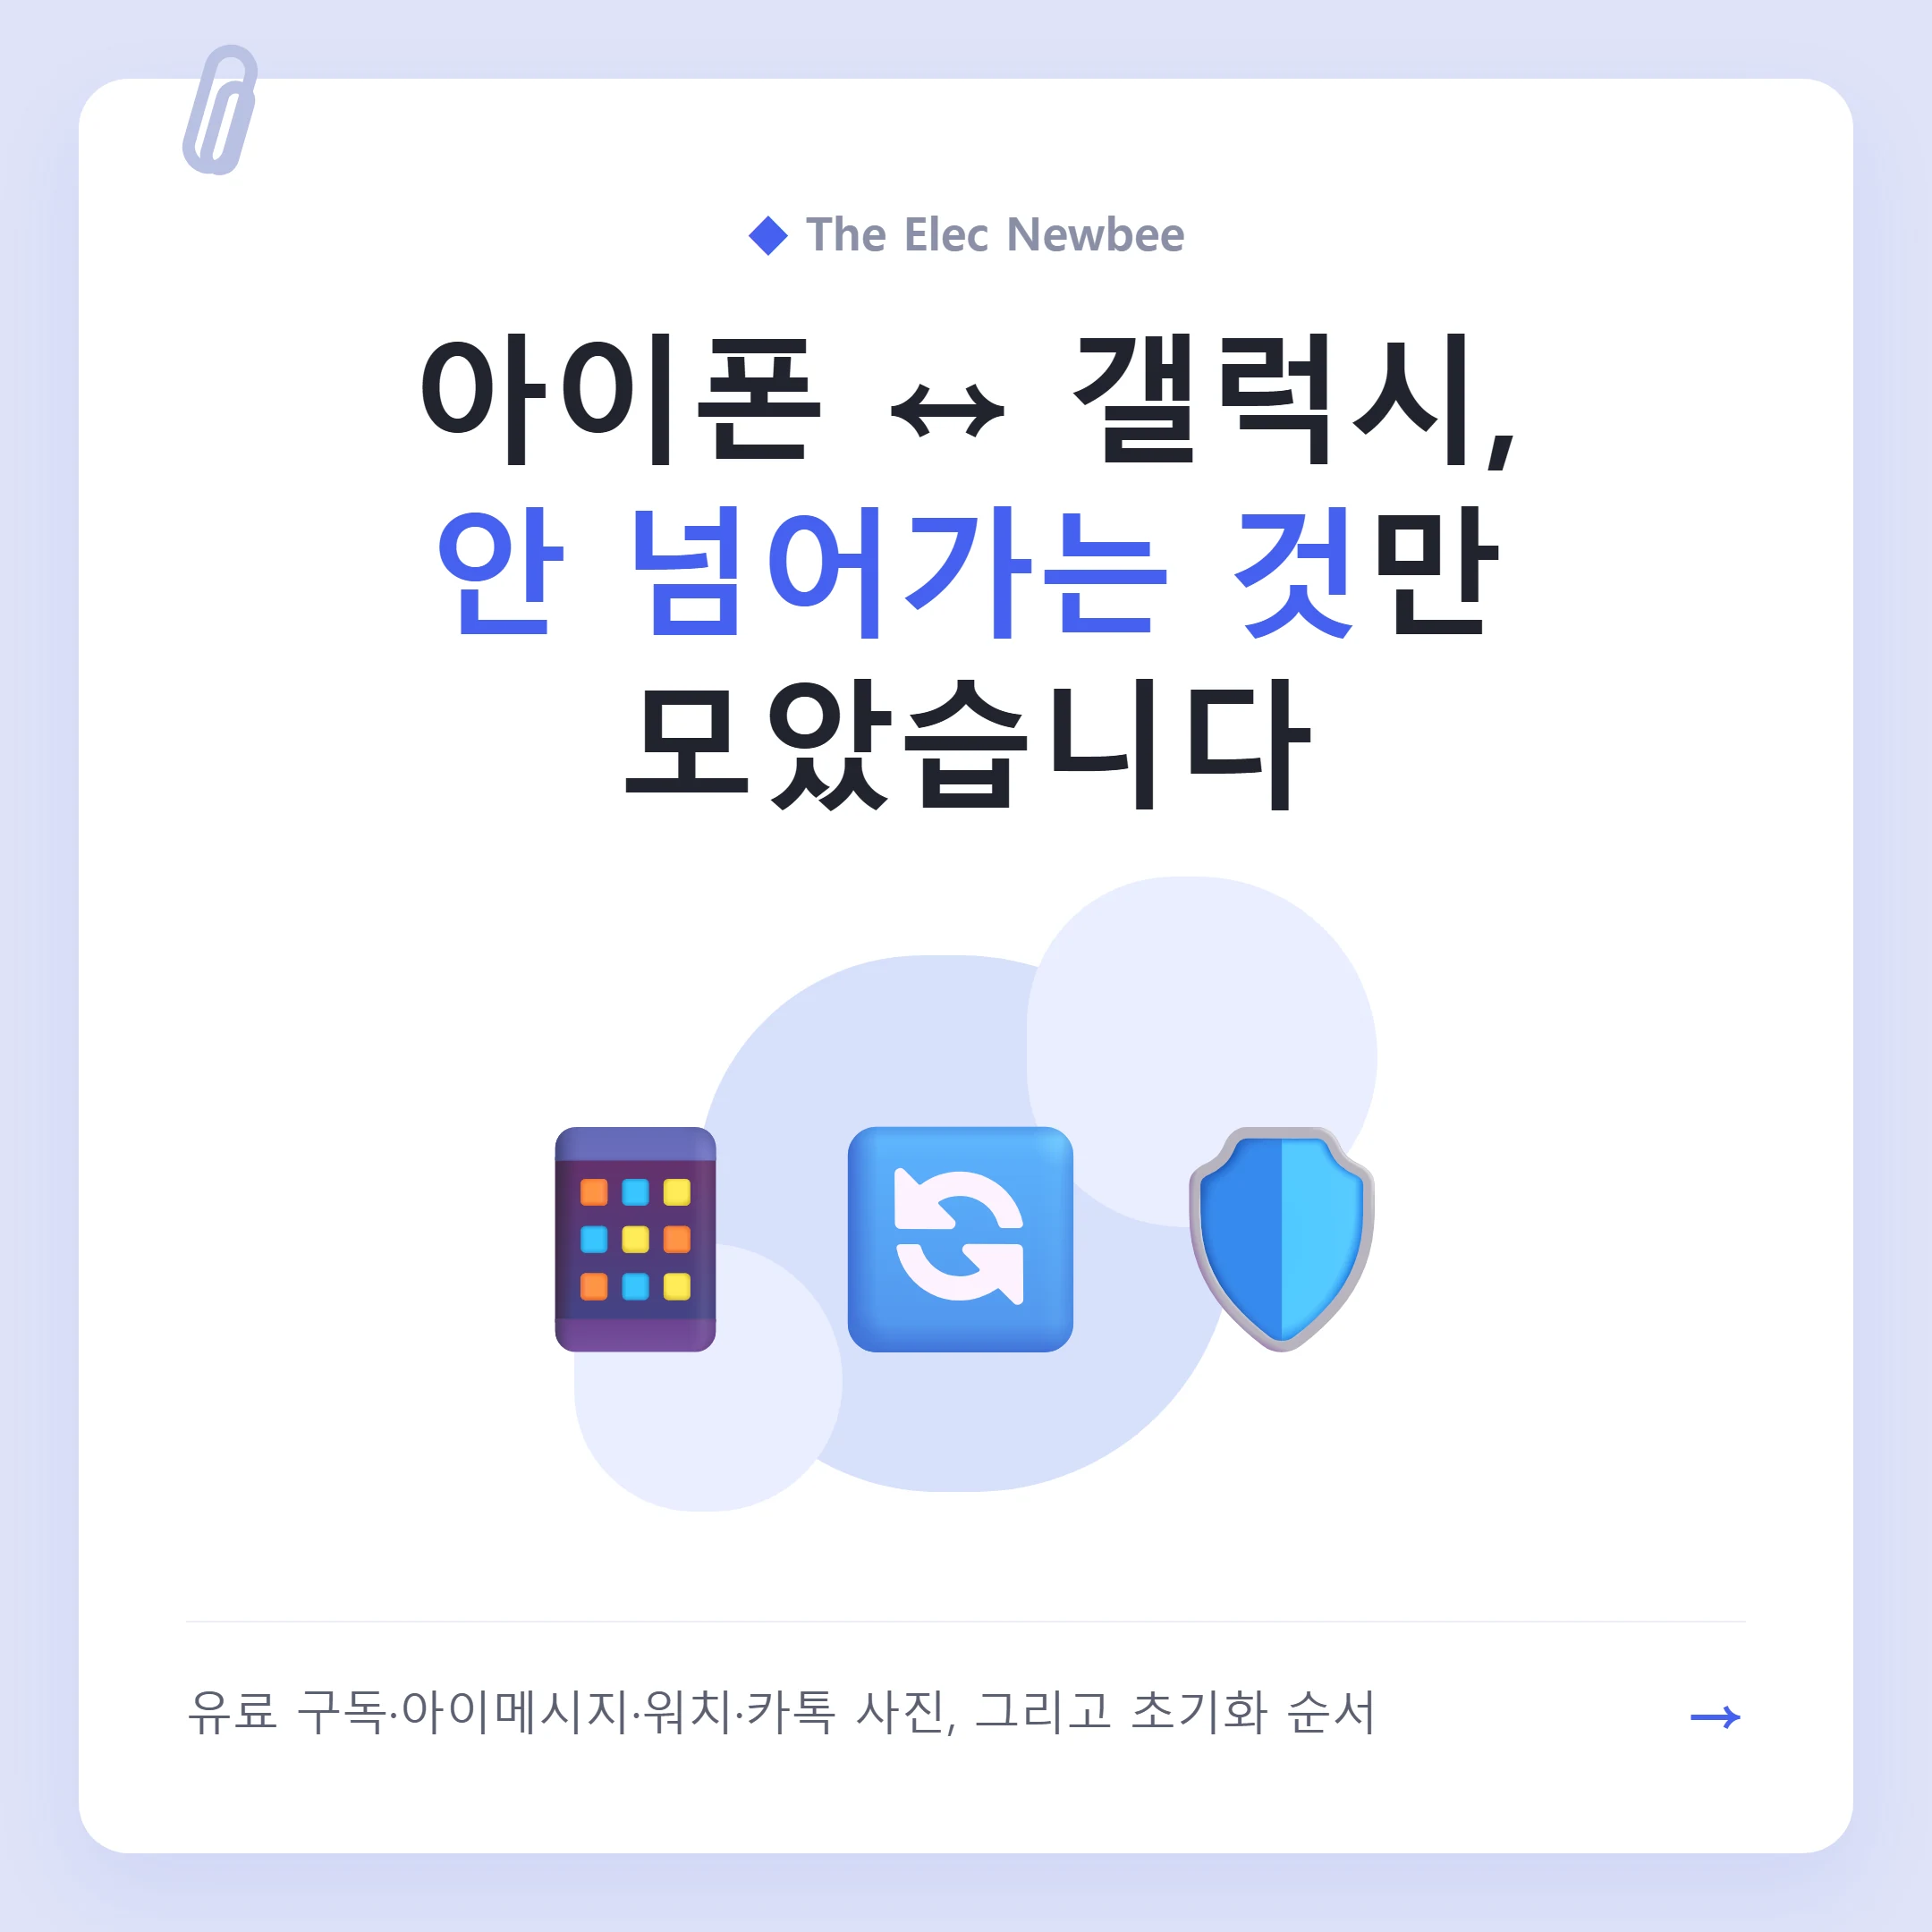 The Elec Newbee
아이폰 ↔ 갤럭시,
안 넘어가는 것만
모았습니다
유료 구독·아이메시지·워치·카톡 사진, 그리고 초기화 순서 →